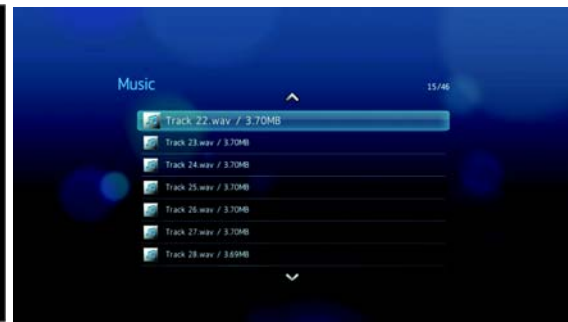 Music
15/46
Track 22.wav / 3.70MB
Track 23.wav / 3.70MB
Track 24.wav / 3.70MB
Track 25.wav / 3.70MB
Track 26.wav / 3.70MB
Track 27.wav / 3.70MB
Track 28.wav / 3.69MB